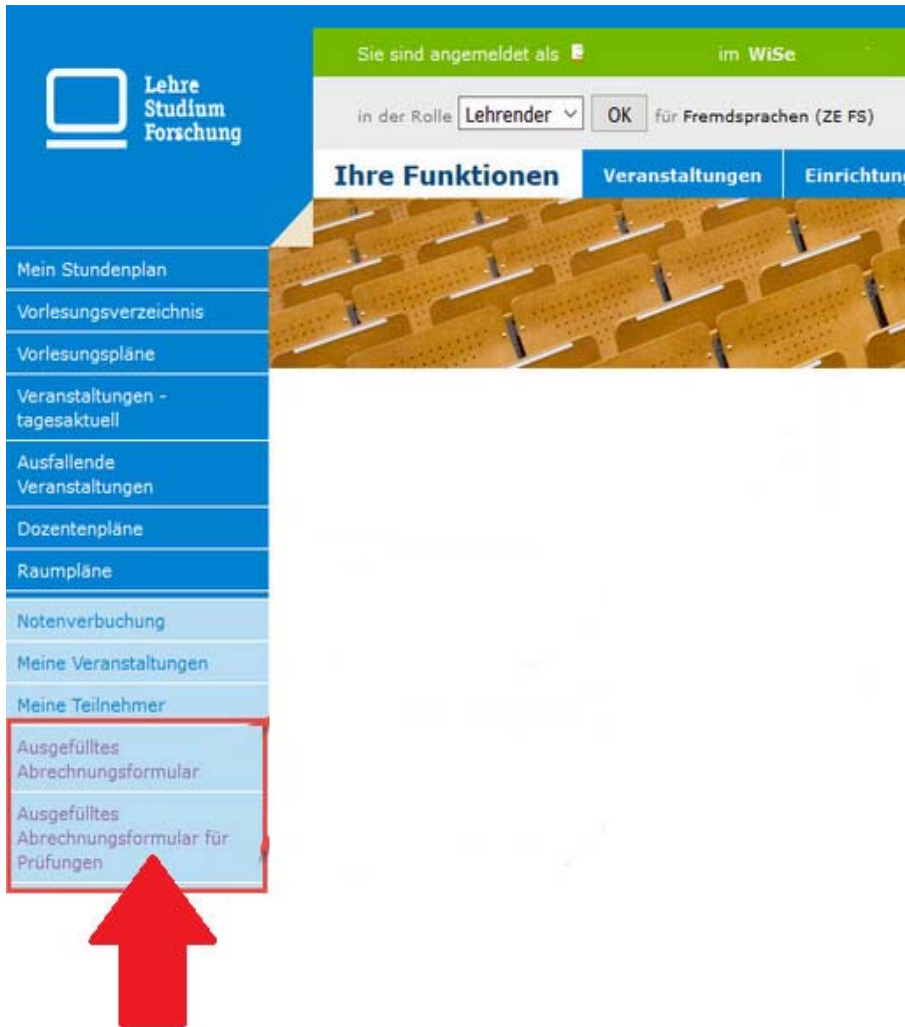 Sie sind angemeldet als im WiSe
Lehre
Studium
Forschung
in der Rolle Lehrender OK für Fremdsprachen (ZE FS)
Ihre Funktionen Veranstaltungen Einrichtung
Mein Stundenplan
Vorlesungsverzeichnis
Vorlesungspläne
Veranstaltungen -
tagesaktuell
Ausfallende
Veranstaltungen
Dozentenpläne
Raumpläne
Notenverbuchung
Meine Veranstaltungen
Meine Teilnehmer
Ausgefülltes
Abrechnungsformular
Ausgefülltes
Abrechnungsformular für
Prüfungen